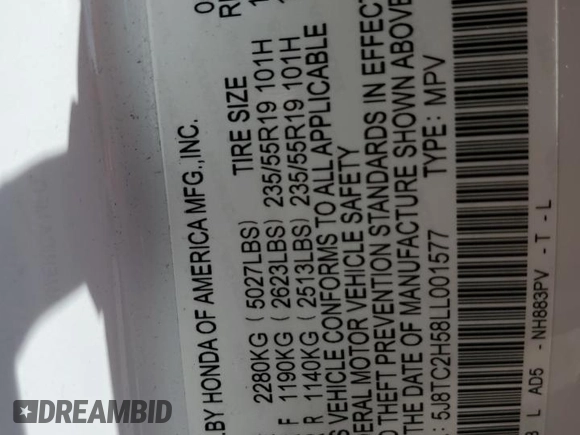 BY HONDA OF AMERICA MFG.,INC.
TIRE SIZE
2280KG (5027LBS)
F 1190KG (2623LBS) 235/55R19 101H
R 1140KG (2513LBS) 235/55R19 101H
VEHICLE CONFORMS TO ALL APPLICABLE
MOTOR VEHICLE SAFETY
THEFT PREVENTION STANDARDS IN EFFECT
THE DATE OF MANUFACTURE SHOWN ABOVE
: 5J8TC2H58LL001577 TYPE: MPV
L AD5 - NH883PV - T - L
DREAMBID